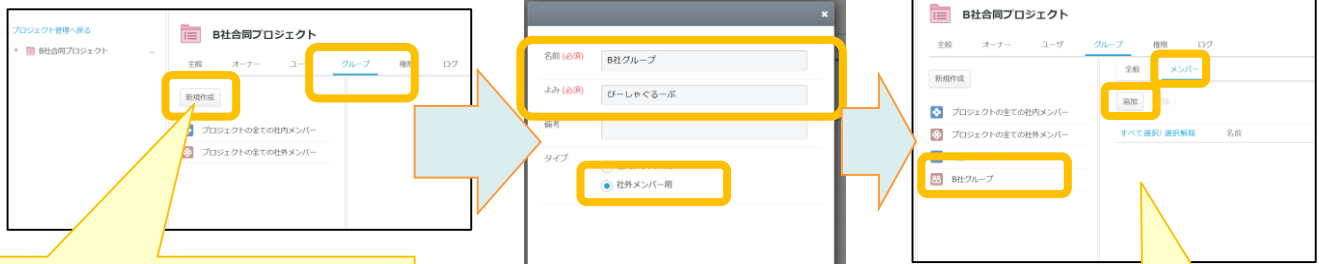 プロジェクト管理へ戻る
B社合同プロジェクト ...
B社合同プロジェクト
全般 オーナー ユーザ グループ 権限 ログ
新規作成
プロジェクトの全ての社内メンバー
プロジェクトの全ての社外メンバー
×
名前 (必須) B社グループ
よみ (必須) びーしゃぐるーぷ
備考
タイプ
社外メンバー用
B社合同プロジェクト
全般 オーナー ユーザ グループ 権限 ログ
新規作成
プロジェクトの全ての社内メンバー
プロジェクトの全ての社外メンバー
B社グループ
全般 メンバー
追加
すべて選択/ 選択解除 名前